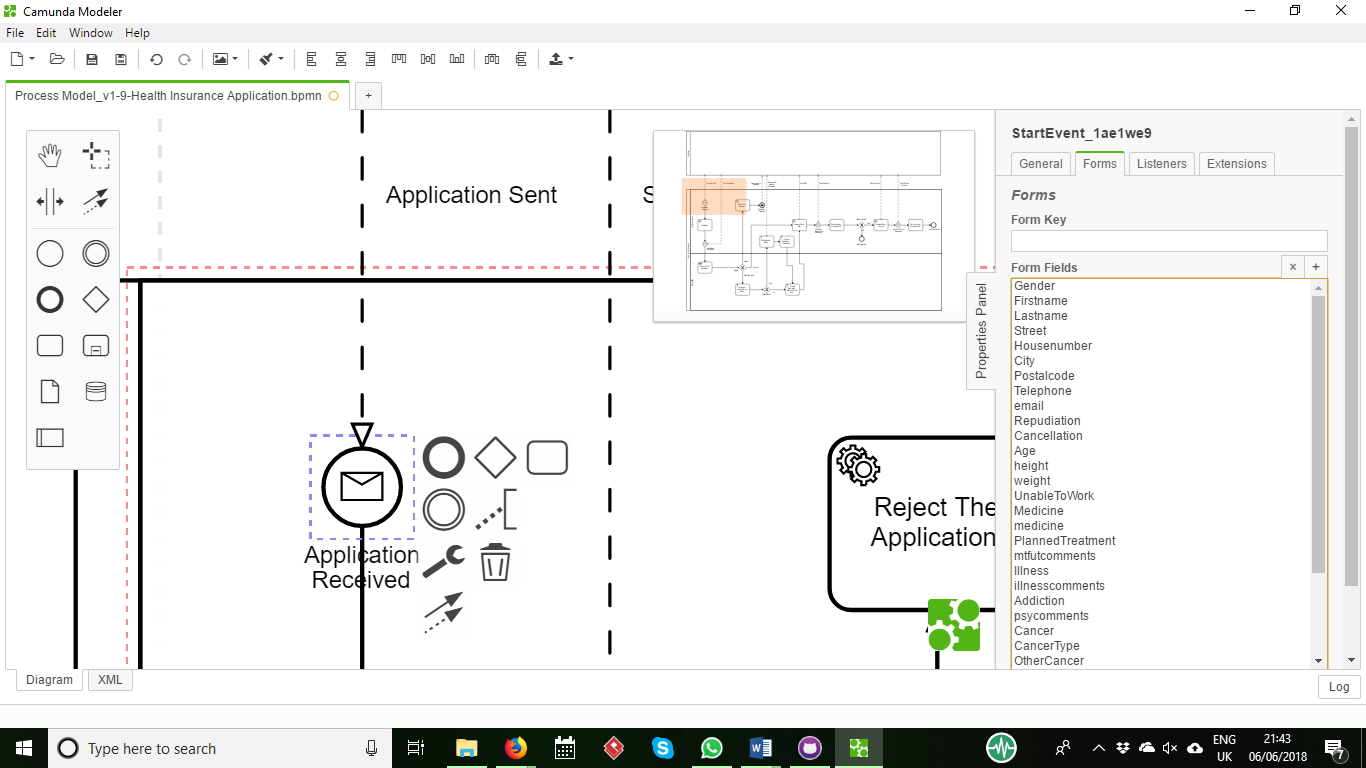 Camunda Modeler
File Edit Window Help
Process Model_v1-9-Health Insurance Application.bpmn
+
Application Sent
S
Application
Received
Reject The
Application
Properties Panel
StartEvent_1ae1we9
General Forms Listeners Extensions
Forms
Form Key
Form Fields x +
Gender
Firstname
Lastname
Street
Housenumber
City
Postalcode
Telephone
email
Repudiation
Cancellation
Age
height
weight
UnableToWork
Medicine
medicine
PlannedTreatment
mtfutcomments
Illness
illnesscomments
Addiction
psycomments
Cancer
CancerType
OtherCancer
Diagram XML
Log
Type here to search
ENG
UK
21:43
06/06/2018
7